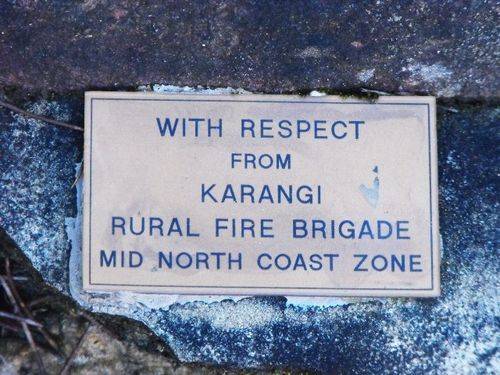 WITH RESPECT
FROM
KARANGI
RURAL FIRE BRIGADE
MID NORTH COAST ZONE